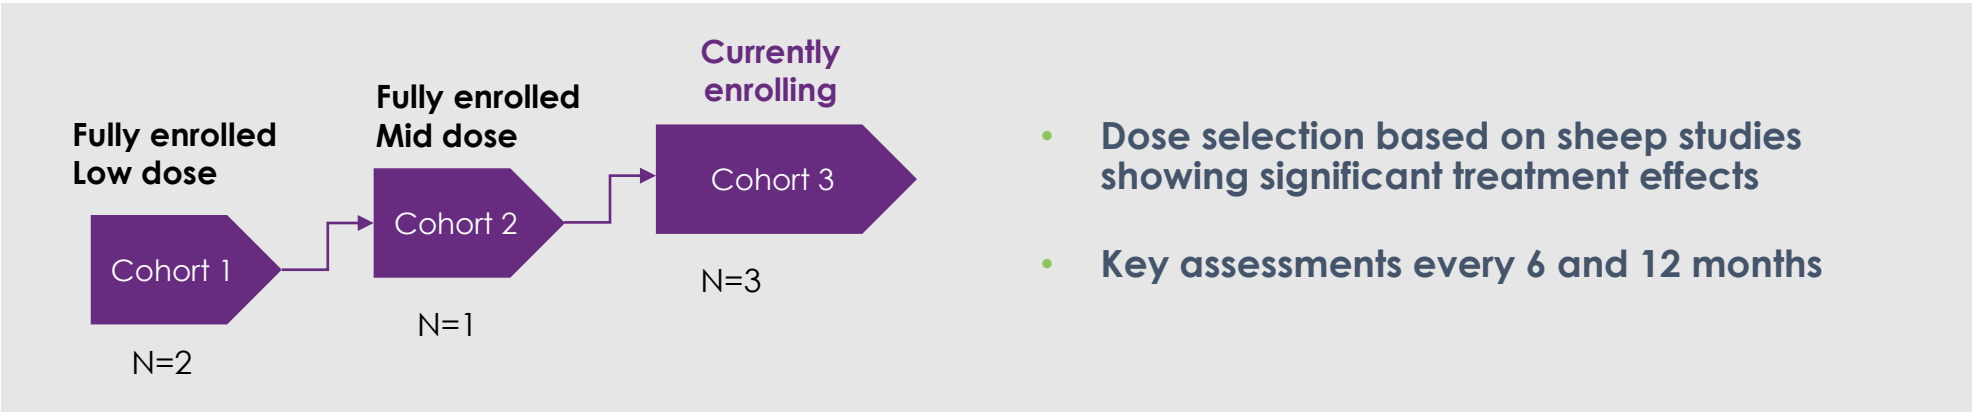 Fully enrolled
Low dose
Cohort 1
N=2
Fully enrolled
Mid dose
Cohort 2
N=1
Currently
enrolling
Cohort 3
N=3
• Dose selection based on sheep studies
showing significant treatment effects
• Key assessments every 6 and 12 months